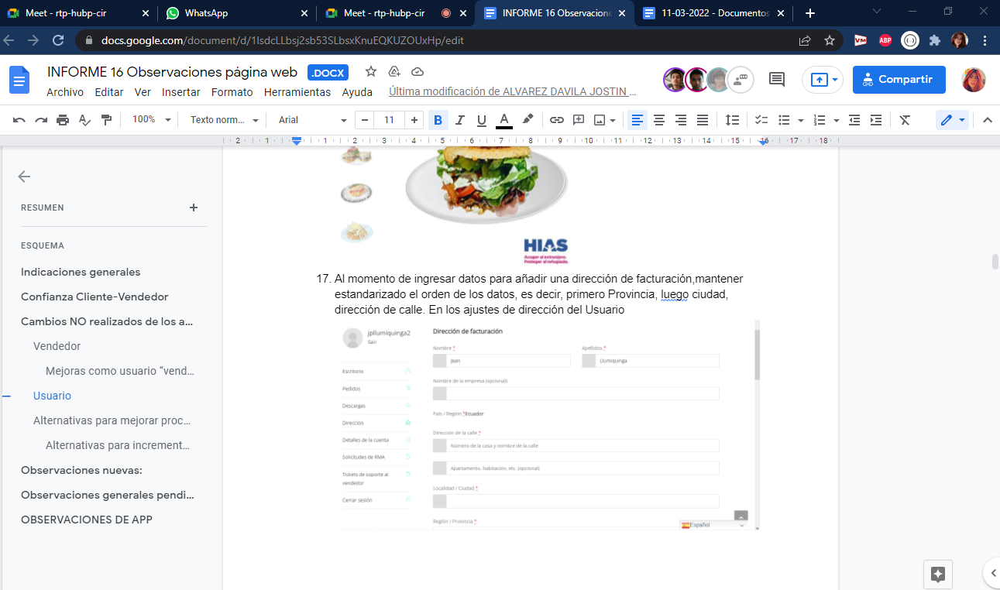 Meet - rtp-hubp-cir
WhatsApp
Meet - rtp-hubp-cir
INFORME 16 Observacione
11-03-2022 - Documentos
docs.google.com/document/d/1lsdcLLbsj2sb53SLbsxKnuEQKUZOUxHp/edit
VM
ABP
INFORME 16 Observaciones página web
.DOCX
Archivo Editar Ver Insertar Formato Herramientas Ayuda
Última modificación de ALVAREZ DAVILA JOSTIN …
Compartir
100%
Texto norm...
Arial
11
B I U A
2 1 1 2 3 4 5 6 7 8 9 10 11 12 13 14 15 16 17 18
RESUMEN
ESQUEMA
Indicaciones generales
Confianza Cliente-Vendedor
Cambios NO realizados de los a...
Vendedor
Mejoras como usuario “vend...
Usuario
Alternativas para mejorar proc...
Alternativas para increment...
Observaciones nuevas:
Observaciones generales pendi...
OBSERVACIONES DE APP
HIAS
Acoger al extranjero.
Proteger al refugiado.
17. Al momento de ingresar datos para añadir una dirección de facturación,mantener
estandarizado el orden de los datos, es decir, primero Provincia, luego ciudad,
dirección de calle. En los ajustes de dirección del Usuario
jpllumiquinga2
Salir
Escritorio
Pedidos
Descargas
Dirección
Detalles de la cuenta
Solicitudes de RMA
Tickets de soporte al
vendedor
Cerrar sesión
Dirección de facturación
Nombre *
Apellidos *
Jean
Llumiquinga
Nombre de la empresa (opcional)
País / Región *Ecuador
Dirección de la calle *
Número de la casa y nombre de la calle
Apartamento, habitación, etc. (opcional)
Localidad / Ciudad *
Región / Provincia *
Español